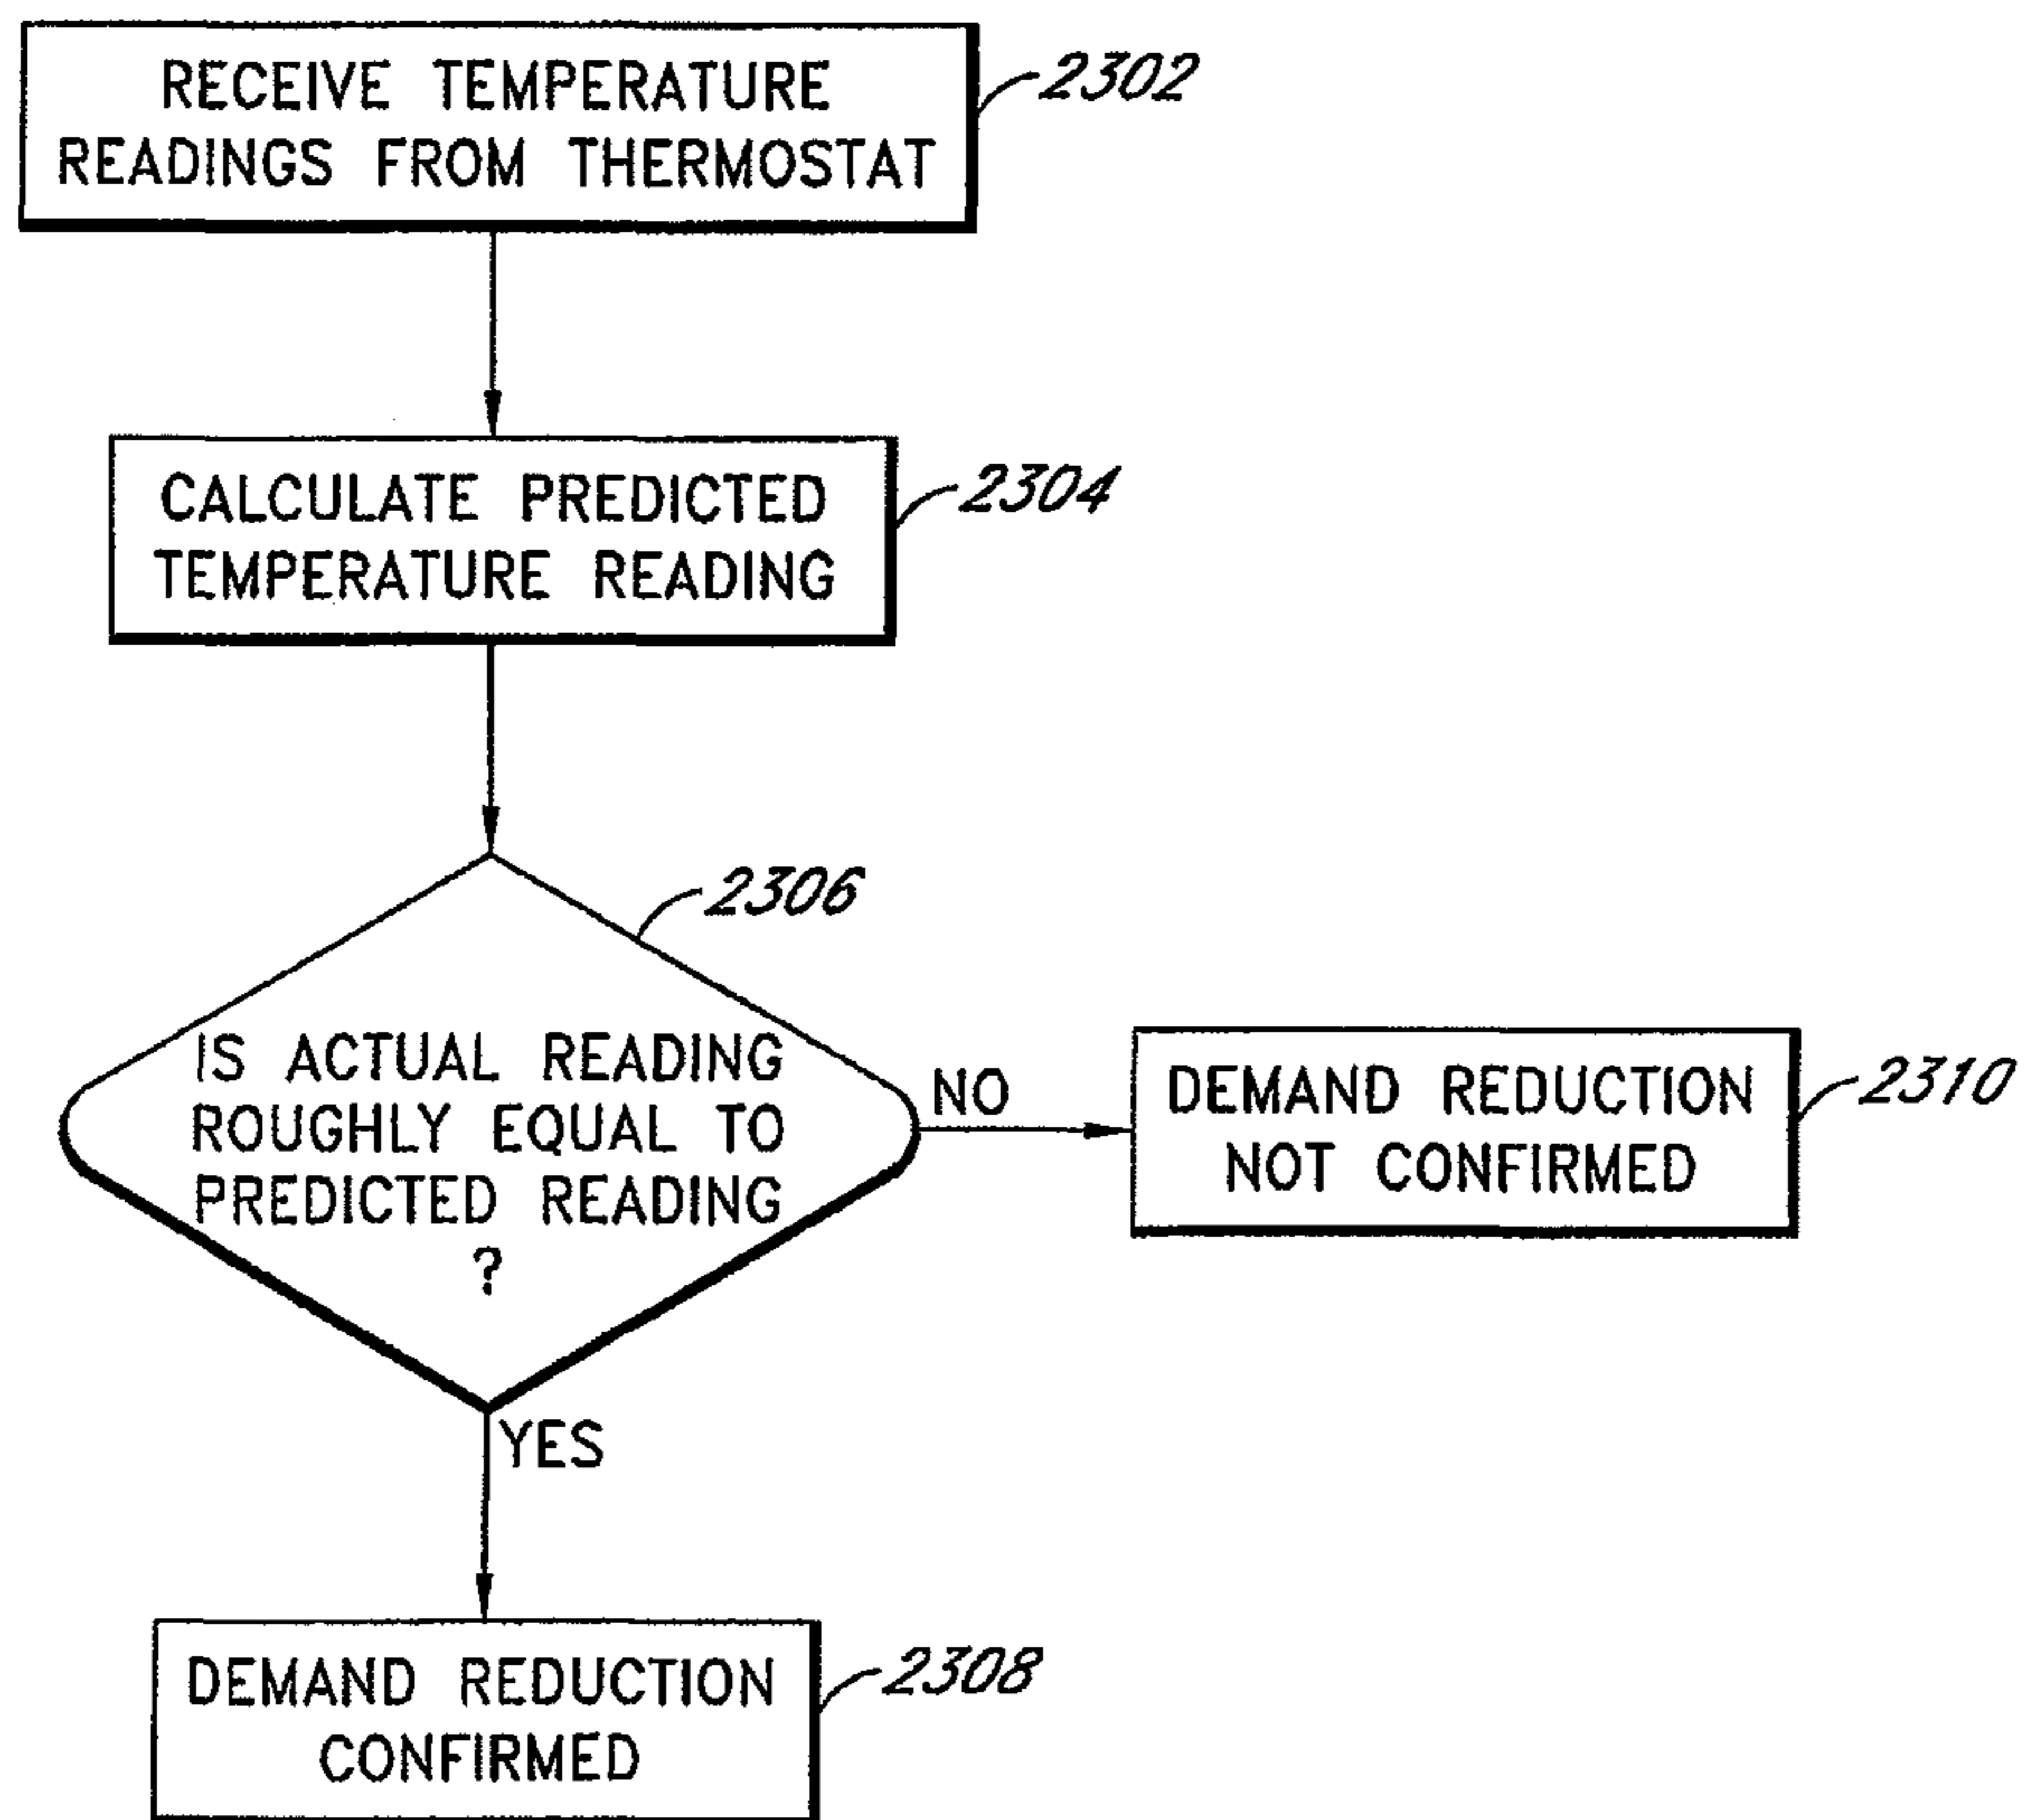 RECEIVE TEMPERATURE
READINGS FROM THERMOSTAT
2302
CALCULATE PREDICTED
TEMPERATURE READING
2304
2306
IS ACTUAL READING
ROUGHLY EQUAL TO
PREDICTED READING
?
NO
DEMAND REDUCTION
NOT CONFIRMED
2310
YES
DEMAND REDUCTION
CONFIRMED
2308